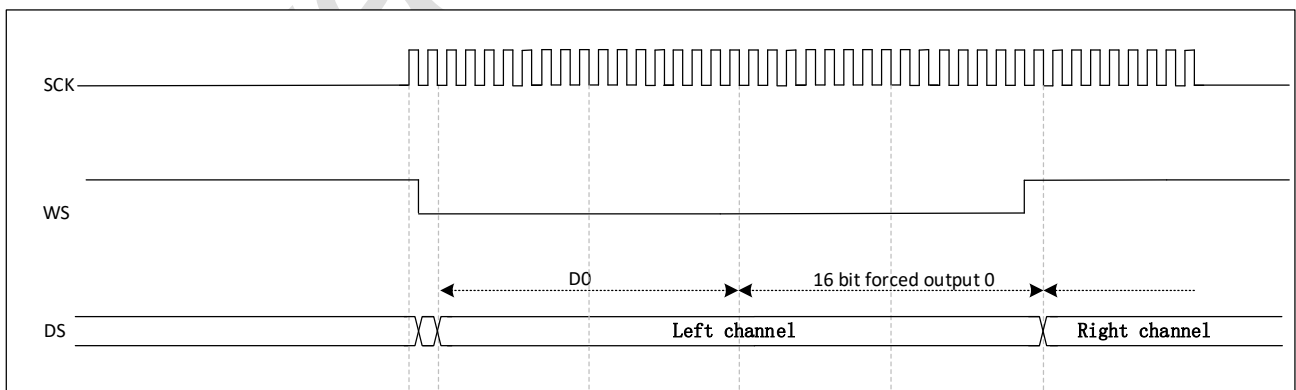 SCK
WS
D0
16 bit forced output 0
DS
Left channel
Right channel